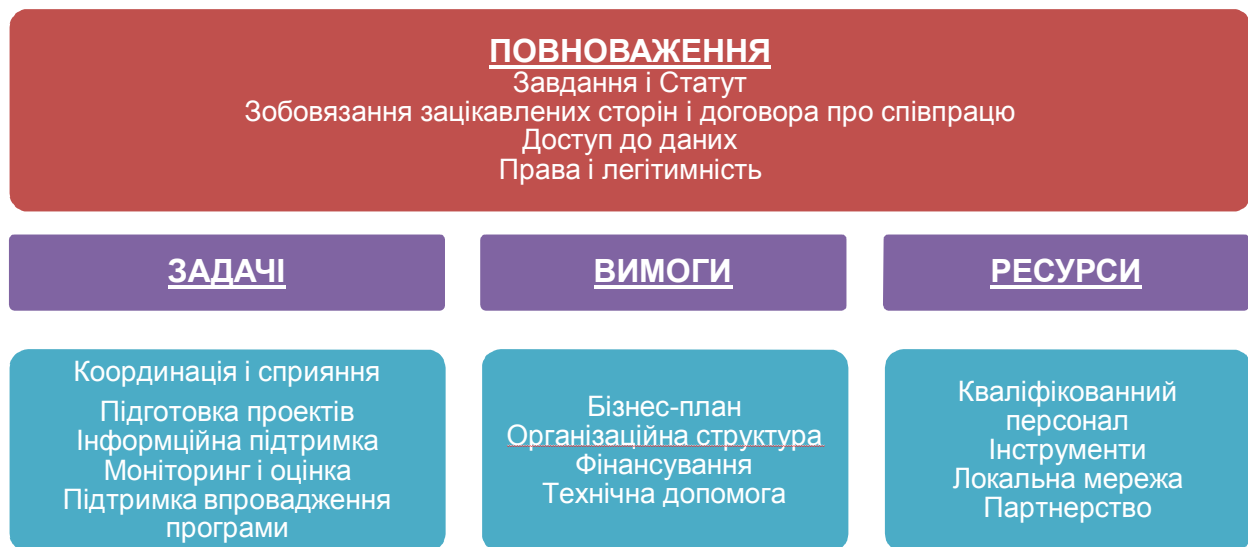 ПОВНОВАЖЕННЯ
Завдання і Статут
Зобовязання зацікавлених сторін і договора про співпрацю
Доступ до даних
Права і легітимність
ЗАДАЧІ
ВИМОГИ
РЕСУРСИ
Координація і сприяння
Підготовка проектів
Інформційна підтримка
Моніторинг і оцінка
Підтримка впровадження
програми
Бізнес-план
Організаційна структура
Фінансування
Технічна допомога
Кваліфікованний
персонал
Інструменти
Локальна мережа
Партнерство